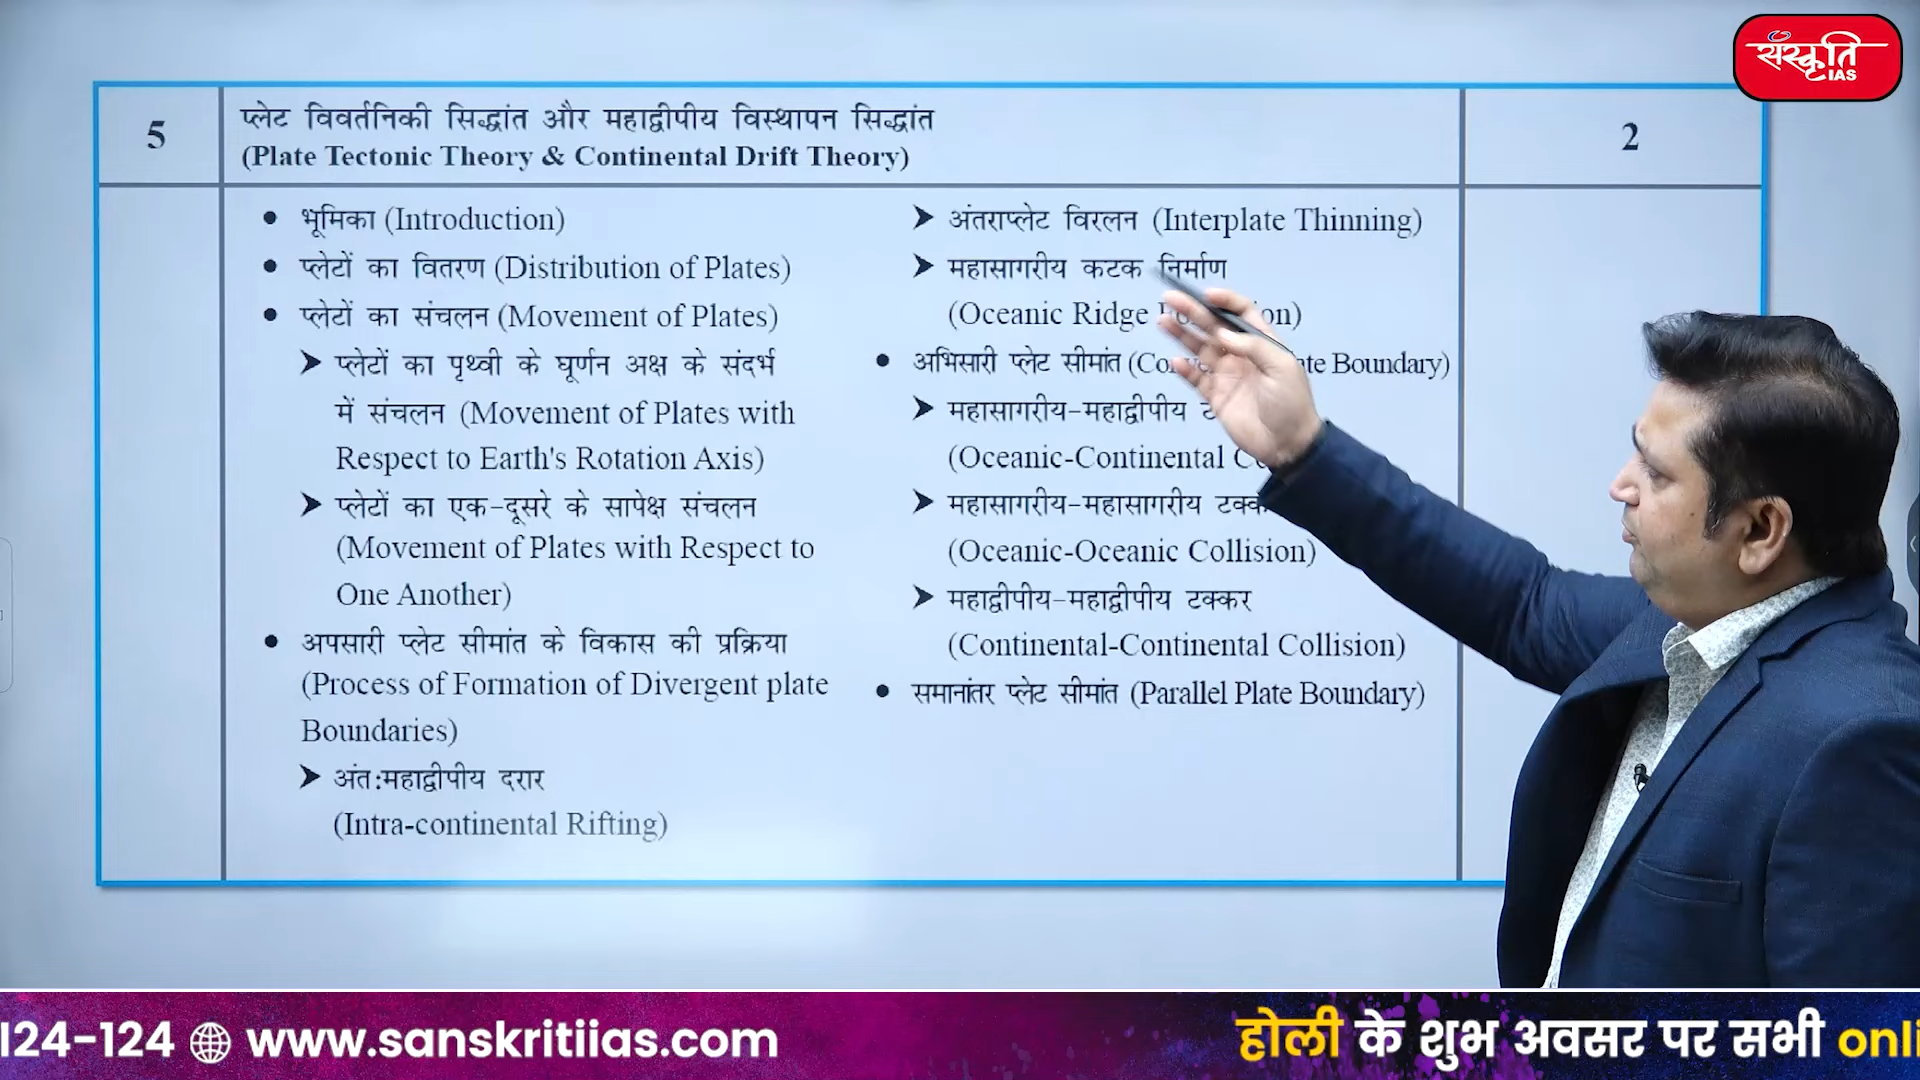 संस्कृति
IAS
5
प्लेट विवर्तनिकी सिद्धांत और महाद्वीपीय विस्थापन सिद्धांत
(Plate Tectonic Theory & Continental Drift Theory)
2
• भूमिका (Introduction)
• प्लेटों का वितरण (Distribution of Plates)
• प्लेटों का संचलन (Movement of Plates)
➤ प्लेटों का पृथ्वी के घूर्णन अक्ष के संदर्भ
में संचलन (Movement of Plates with
Respect to Earth's Rotation Axis)
➤ प्लेटों का एक-दूसरे के सापेक्ष संचलन
(Movement of Plates with Respect to
One Another)
• अपसारी प्लेट सीमांत के विकास की प्रक्रिया
(Process of Formation of Divergent plate
Boundaries)
➤ अंत:महाद्वीपीय दरार
(Intra-continental Rifting)
➤ अंतराप्लेट विरलन (Interplate Thinning)
➤ महासागरीय कटक निर्माण
(Oceanic Ridge
• अभिसारी प्लेट सीमांत Plate Boundary)
➤ महासागरीय-महाद्वीपीय
(Oceanic-Continental
➤ महासागरीय-महासागरीय
(Oceanic-Oceanic Collision)
➤ महाद्वीपीय-महाद्वीपीय टक्कर
(Continental-Continental Collision)
• समानांतर प्लेट सीमांत (Parallel Plate Boundary)
124-124 www.sanskritiias.com
होली के शुभ अवसर पर सभी